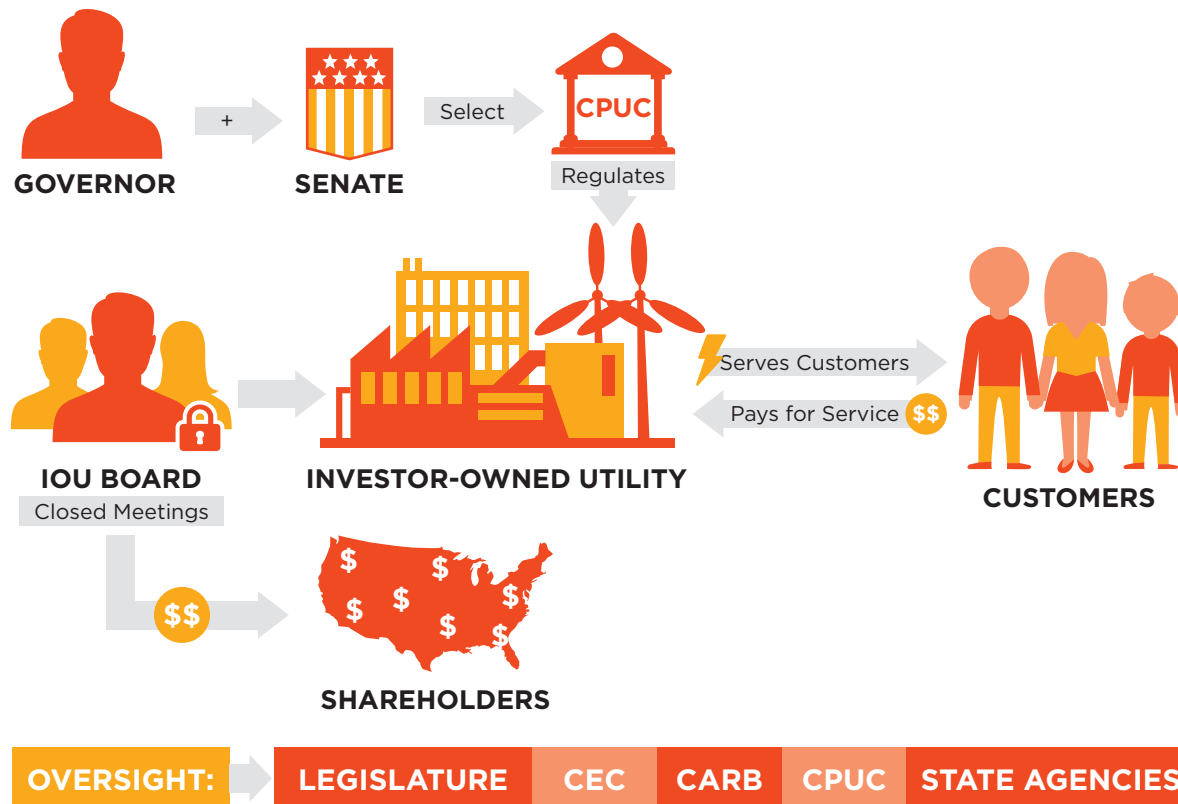 +
Select
CPUC
GOVERNOR
SENATE
Regulates
Serves Customers
Pays for Service
$$
IOU BOARD
Closed Meetings
INVESTOR-OWNED UTILITY
CUSTOMERS
$$
$
$
$
$
$
$
$
SHAREHOLDERS
OVERSIGHT:
LEGISLATURE
CEC
CARB
CPUC
STATE AGENCIES